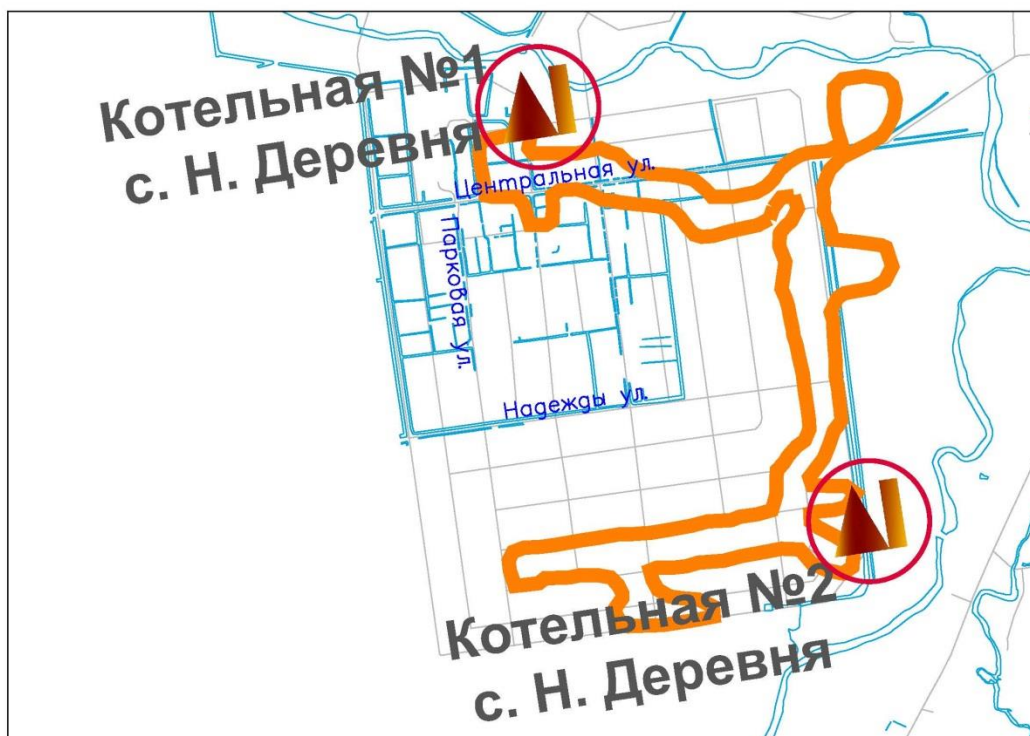 Котельная №1
с. Н. Деревня
Центральная ул.
Парковая ул.
Надежды ул.
Котельная №2
с. Н. Деревня